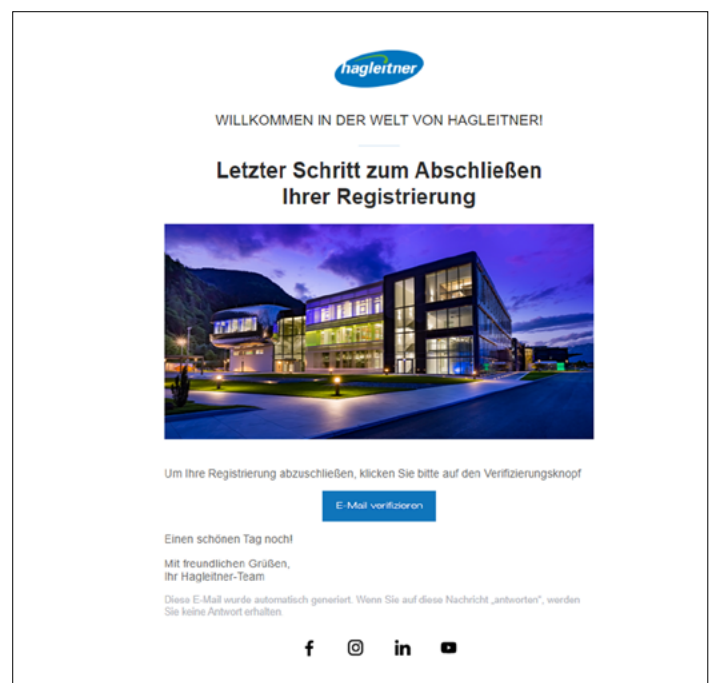 hagleitner
WILLKOMMEN IN DER WELT VON HAGLEITNER!
Letzter Schritt zum Abschließen
Ihrer Registrierung
Um Ihre Registrierung abzuschließen, klicken Sie bitte auf den Verifizierungsknopf
E-Mail verifizieren
Einen schönen Tag noch!
Mit freundlichen Grüßen,
Ihr Hagleitner-Team
Diese E-Mail wurde automatisch generiert. Wenn Sie auf diese Nachricht „antworten“, werden
Sie keine Antwort erhalten